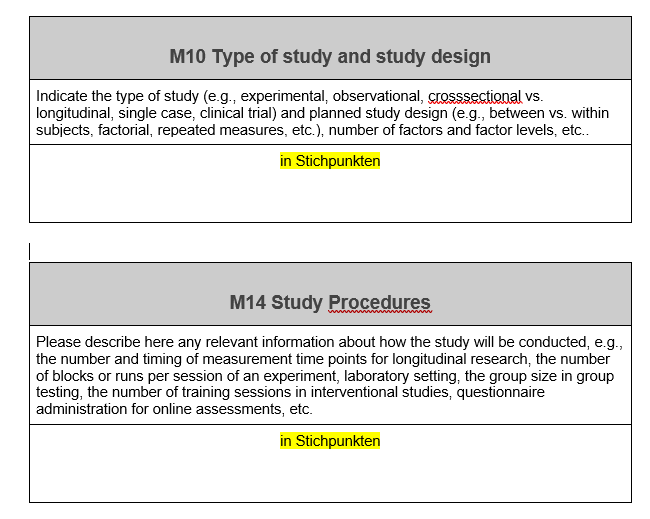 M10 Type of study and study design
Indicate the type of study (e.g., experimental, observational, crosssectional vs.
longitudinal, single case, clinical trial) and planned study design (e.g., between vs. within
subjects, factorial, repeated measures, etc.), number of factors and factor levels, etc..
in Stichpunkten
M14 Study Procedures
Please describe here any relevant information about how the study will be conducted, e.g.,
the number and timing of measurement time points for longitudinal research, the number
of blocks or runs per session of an experiment, laboratory setting, the group size in group
testing, the number of training sessions in interventional studies, questionnaire
administration for online assessments, etc.
in Stichpunkten